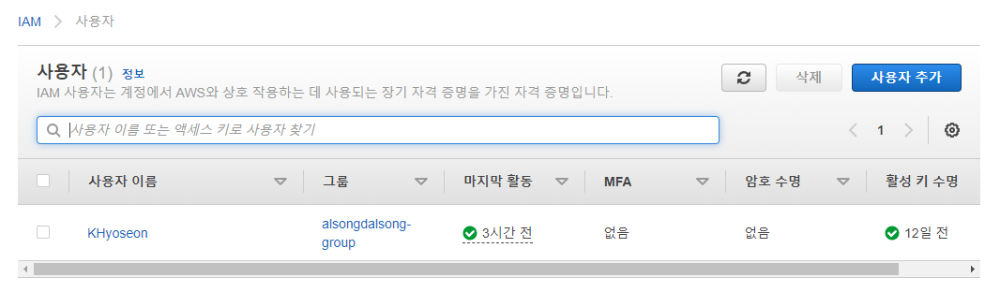 IAM > 사용자
사용자 (1) 정보
IAM 사용자는 계정에서 AWS와 상호 작용하는 데 사용되는 장기 자격 증명을 가진 자격 증명입니다.
삭제
사용자 추가
사용자 이름 또는 액세스 키로 사용자 찾기
1
사용자 이름 그룹 마지막 활동 MFA 암호 수명 활성 키 수명
KHyoseon alsongdalsong-group 3시간 전 없음 없음 12일 전